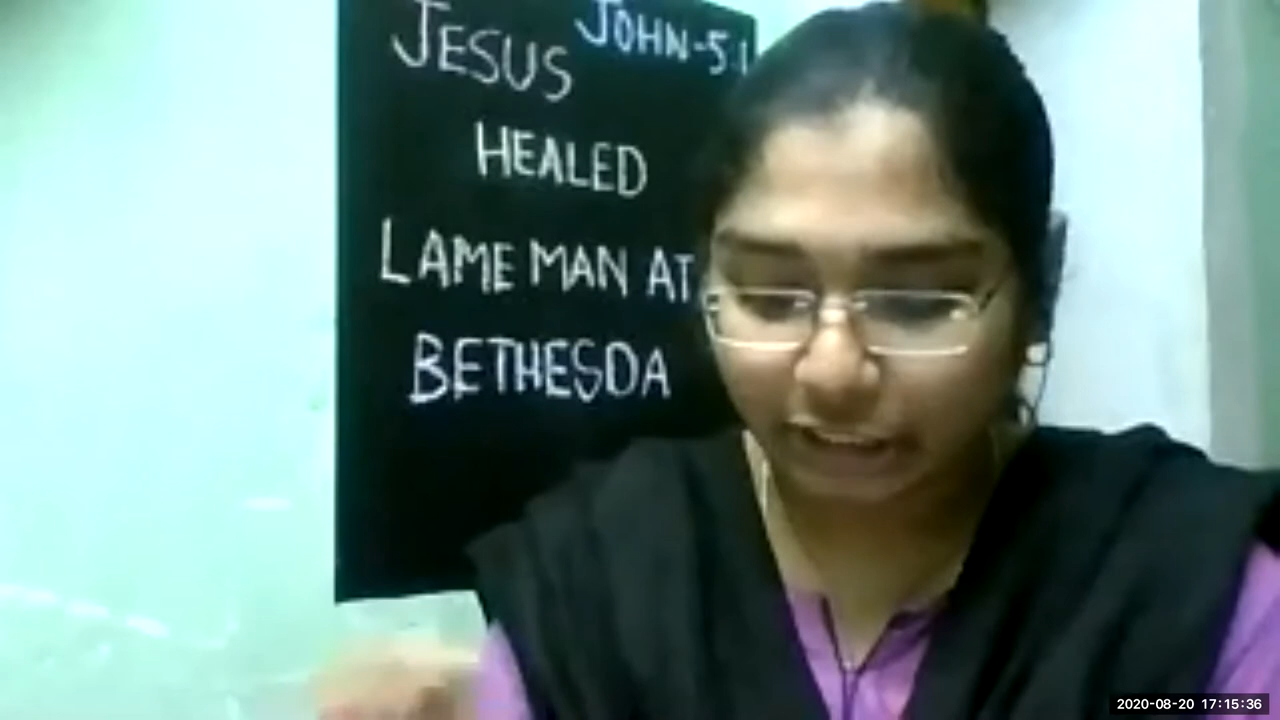 JESUS JOHN-5:1
HEALED
LAME MAN AT
BETHESDA
2020-08-20 17:15:36